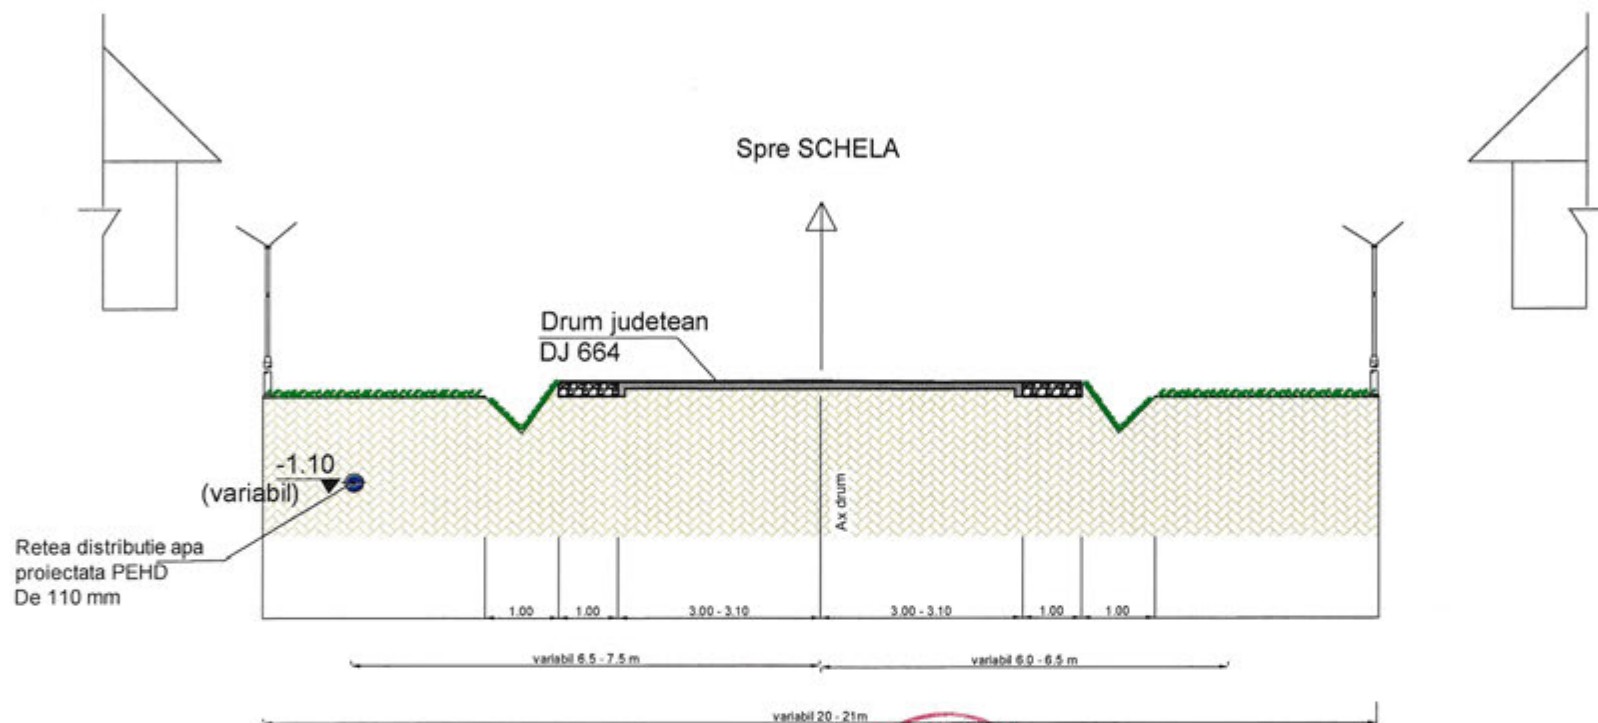 Spre SCHELA
Drum judetean
DJ 664
-1.10
(variabil)
Ax drum
Retea distributie apa
proiectata PEHD
De 110 mm
1.00 1.00 3.00 - 3.10 3.00 - 3.10 1.00 1.00
variabil 6.5 - 7.5 m variabil 6.0 - 6.5 m
variabil 20 - 21m